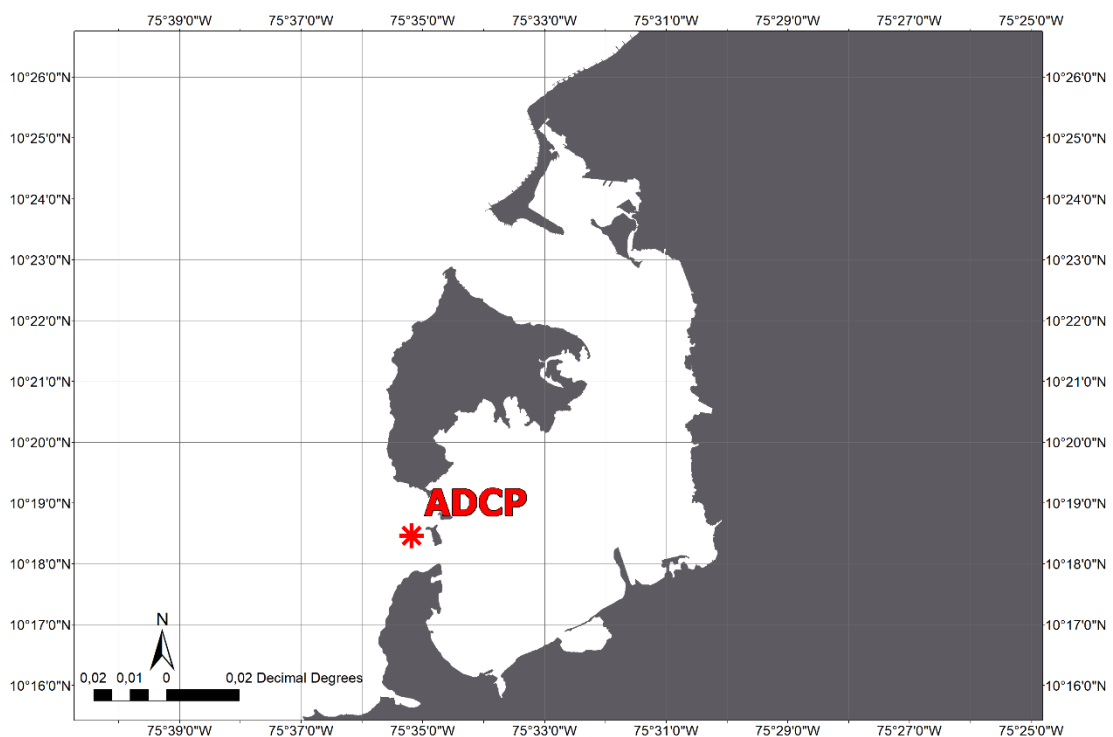 75°39'0"W 75°37'0"W 75°35'0"W 75°33'0"W 75°31'0"W 75°29'0"W 75°27'0"W 75°25'0"W
10°26'0"N 10°26'0"N
10°25'0"N 10°25'0"N
10°24'0"N 10°24'0"N
10°23'0"N 10°23'0"N
10°22'0"N 10°22'0"N
10°21'0"N 10°21'0"N
10°20'0"N 10°20'0"N
10°19'0"N ADCP 10°19'0"N
10°18'0"N 10°18'0"N
10°17'0"N N 10°17'0"N
0,02 0,01 0 0,02 Decimal Degrees
10°16'0"N 10°16'0"N
75°39'0"W 75°37'0"W 75°35'0"W 75°33'0"W 75°31'0"W 75°29'0"W 75°27'0"W 75°25'0"W